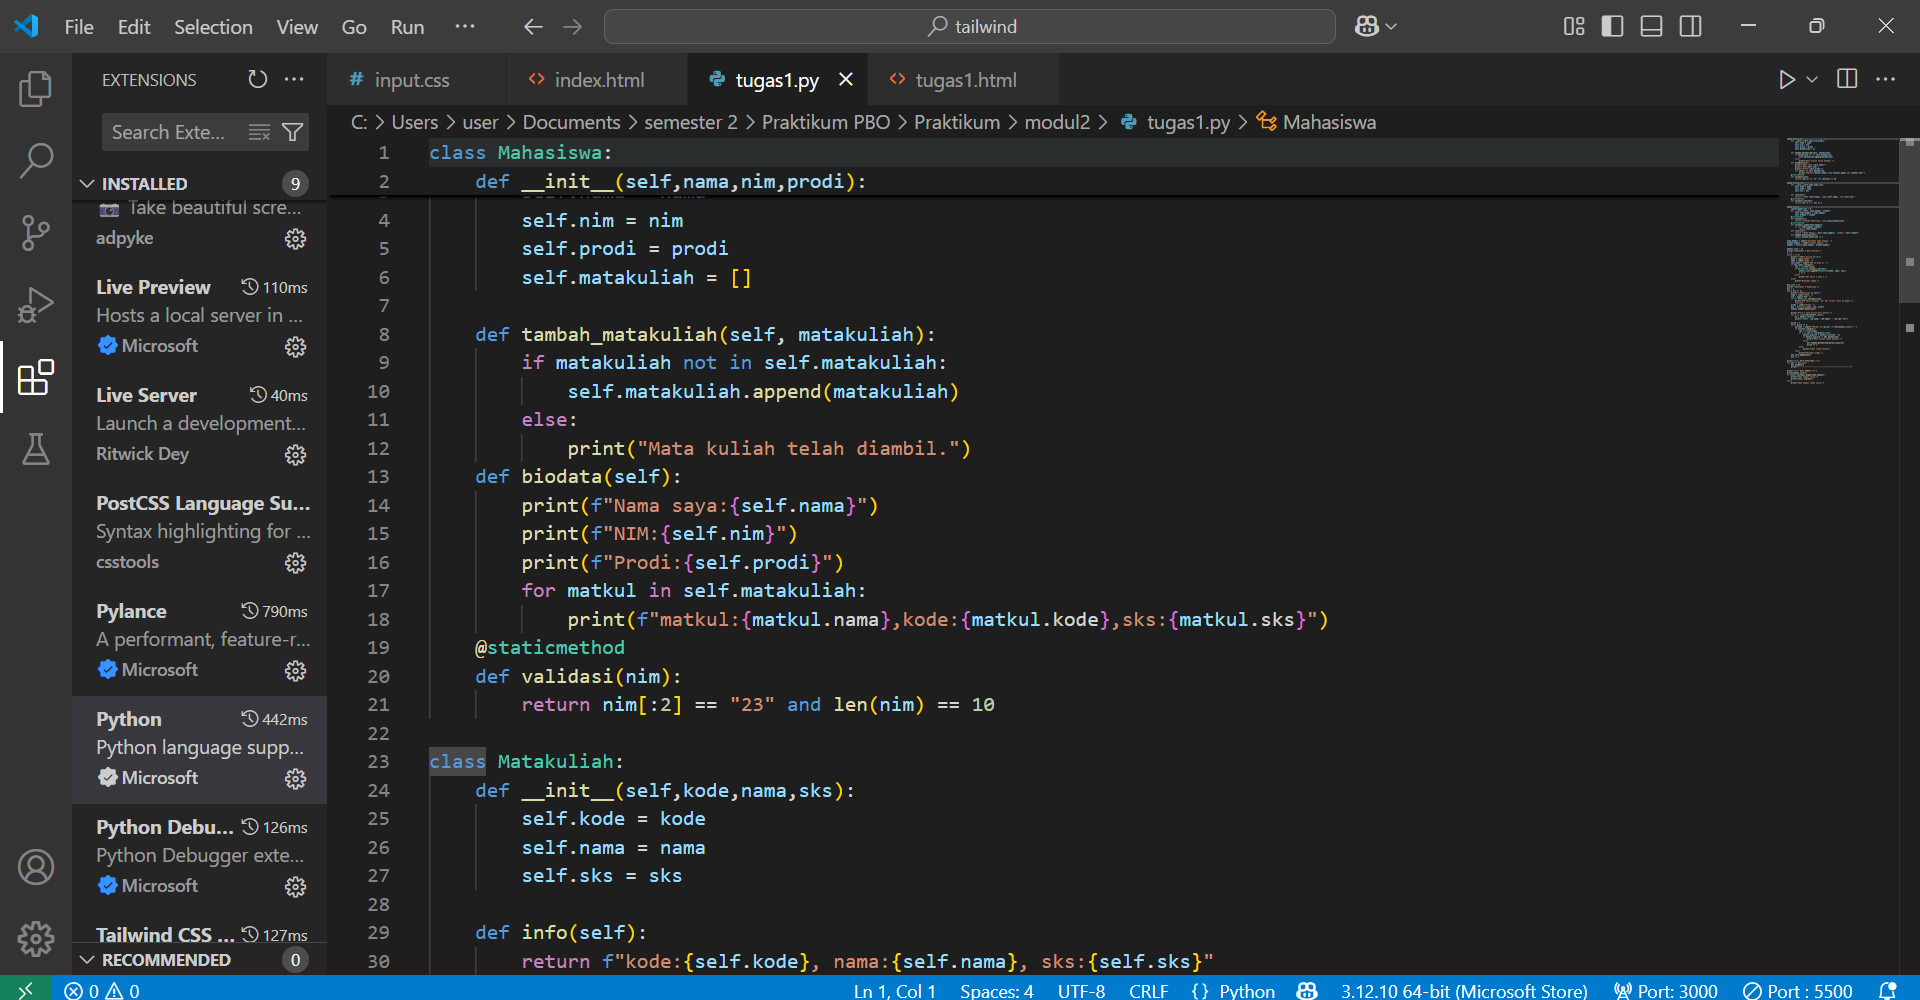 File Edit Selection View Go Run ··· tailwind
EXTENSIONS
Search Exte...
INSTALLED 9
Take beautiful scre...
adpyke
Live Preview 110ms
Hosts a local server in ...
Microsoft
Live Server 40ms
Launch a development...
Ritwick Dey
PostCSS Language Su...
Syntax highlighting for ...
csstools
Pylance 790ms
A performant, feature-r...
Microsoft
Python 442ms
Python language supp...
Microsoft
Python Debu... 126ms
Python Debugger exte...
Microsoft
Tailwind CSS ... 127ms
RECOMMENDED 0
# input.css <> index.html tugas1.py <> tugas1.html
C: > Users > user > Documents > semester 2 > Praktikum PBO > Praktikum > modul2 > tugas1.py > Mahasiswa
1 class Mahasiswa:
2 def __init__(self,nama,nim,prodi):
4 self.nim = nim
5 self.prodi = prodi
6 self.matakuliah = []
7
8 def tambah_matakuliah(self, matakuliah):
9 if matakuliah not in self.matakuliah:
10 self.matakuliah.append(matakuliah)
11 else:
12 print("Mata kuliah telah diambil.")
13 def biodata(self):
14 print(f"Nama saya:{self.nama}")
15 print(f"NIM:{self.nim}")
16 print(f"Prodi:{self.prodi}")
17 for matkul in self.matakuliah:
18 print(f"matkul:{matkul.nama},kode:{matkul.kode},sks:{matkul.sks}")
19 @staticmethod
20 def validasi(nim):
21 return nim[:2] == "23" and len(nim) == 10
22
23 class Matakuliah:
24 def __init__(self,kode,nama,sks):
25 self.kode = kode
26 self.nama = nama
27 self.sks = sks
28
29 def info(self):
30 return f"kode:{self.kode}, nama:{self.nama}, sks:{self.sks}"
0 0 Ln 1, Col 1 Spaces: 4 UTF-8 CRLF {} Python 3.12.10 64-bit (Microsoft Store) Port: 3000 Port : 5500